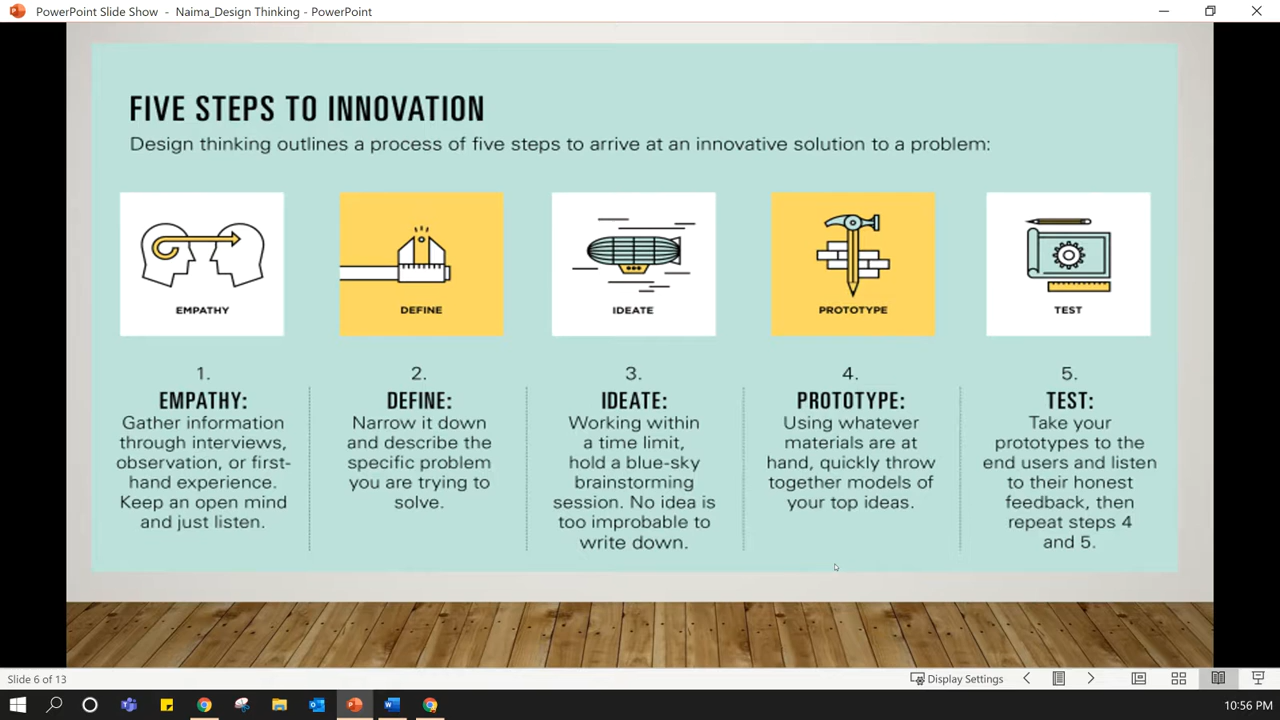 PowerPoint Slide Show - Naima_Design Thinking - PowerPoint
FIVE STEPS TO INNOVATION
Design thinking outlines a process of five steps to arrive at an innovative solution to a problem:
EMPATHY
DEFINE
IDEATE
PROTOTYPE
TEST
1.
EMPATHY:
Gather information
through interviews,
observation, or first-
hand experience.
Keep an open mind
and just listen.
2.
DEFINE:
Narrow it down
and describe the
specific problem
you are trying to
solve.
3.
IDEATE:
Working within
a time limit,
hold a blue-sky
brainstorming
session. No idea is
too improbable to
write down.
4.
PROTOTYPE:
Using whatever
materials are at
hand, quickly throw
together models of
your top ideas.
5.
TEST:
Take your
prototypes to the
end users and listen
to their honest
feedback, then
repeat steps 4
and 5.
Slide 6 of 13
Display Settings
10:56 PM